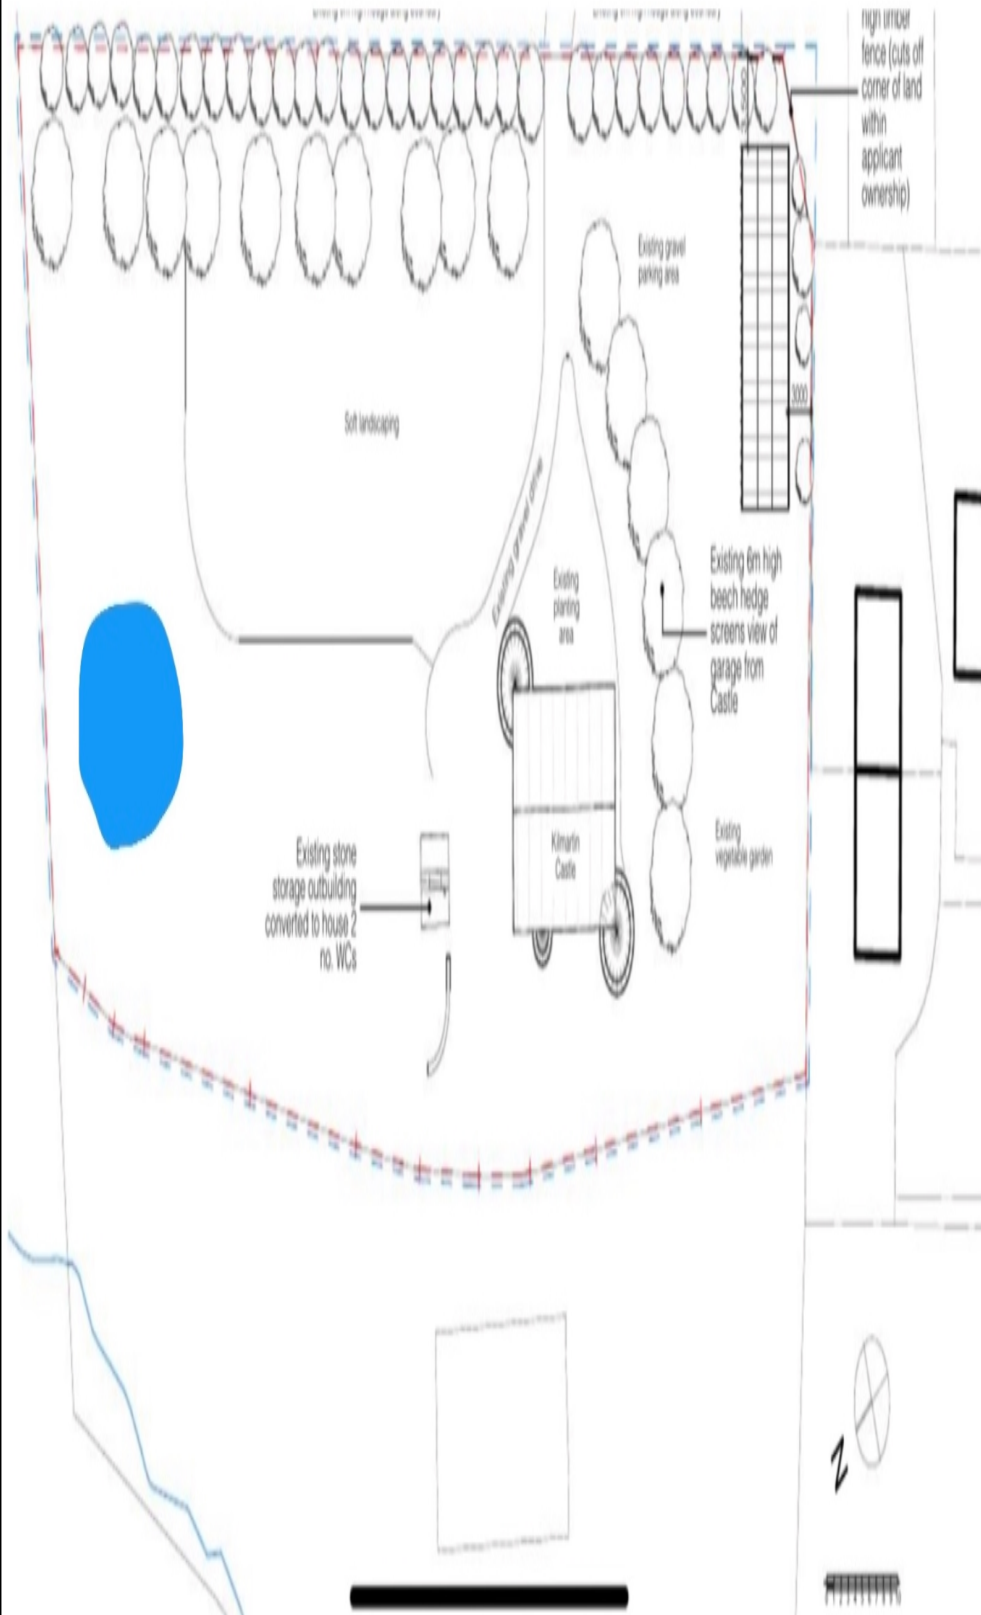 high timber
fence (cuts off
corner of land
within
applicant
ownership)
Existing gravel
parking area
3000
Soft landscaping
Existing gravel drive
Existing
planting
area
Existing 6m high
beech hedge
screens view of
garage from
Castle
Existing
vegetable garden
Kilmartin
Castle
Existing stone
storage outbuilding
converted to house 2
no. WCs
N